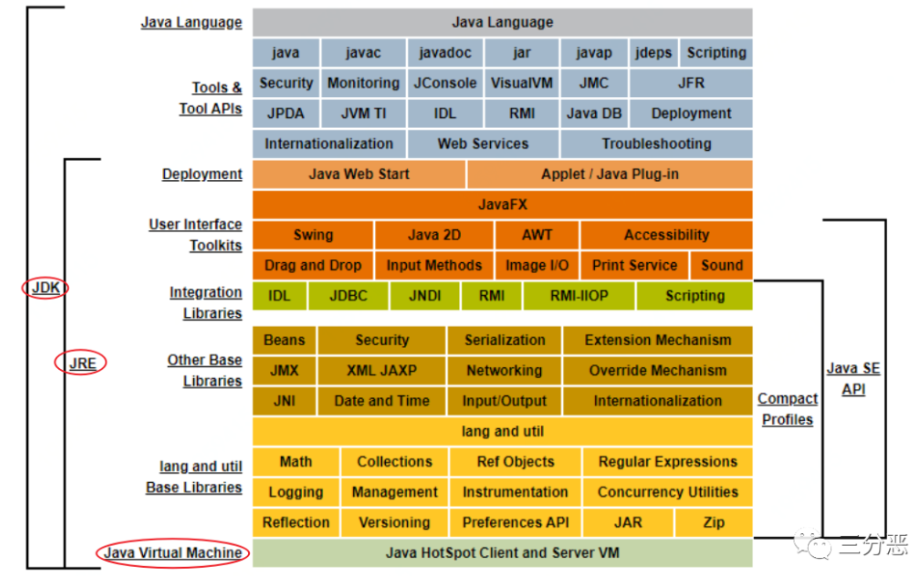 Java Language Java Language
java javac javadoc jar javap jdeps Scripting
Security Monitoring JConsole VisualVM JMC JFR
Tools &
Tool APIs
JPDA JVM TI IDL RMI Java DB Deployment
Internationalization Web Services Troubleshooting
Deployment Java Web Start Applet / Java Plug-in
JavaFX
User Interface
Toolkits
Swing Java 2D AWT Accessibility
Drag and Drop Input Methods Image I/O Print Service Sound
JDK
Integration
Libraries
IDL JDBC JNDI RMI RMI-IIOP Scripting
JRE
Other Base
Libraries
Beans Security Serialization Extension Mechanism
JMX XML JAXP Networking Override Mechanism
JNI Date and Time Input/Output Internationalization
Java SE
API
Compact
Profiles
lang and util
lang and util
Base Libraries
Math Collections Ref Objects Regular Expressions
Logging Management Instrumentation Concurrency Utilities
Reflection Versioning Preferences API JAR Zip
Java Virtual Machine Java HotSpot Client and Server VM
三分恶